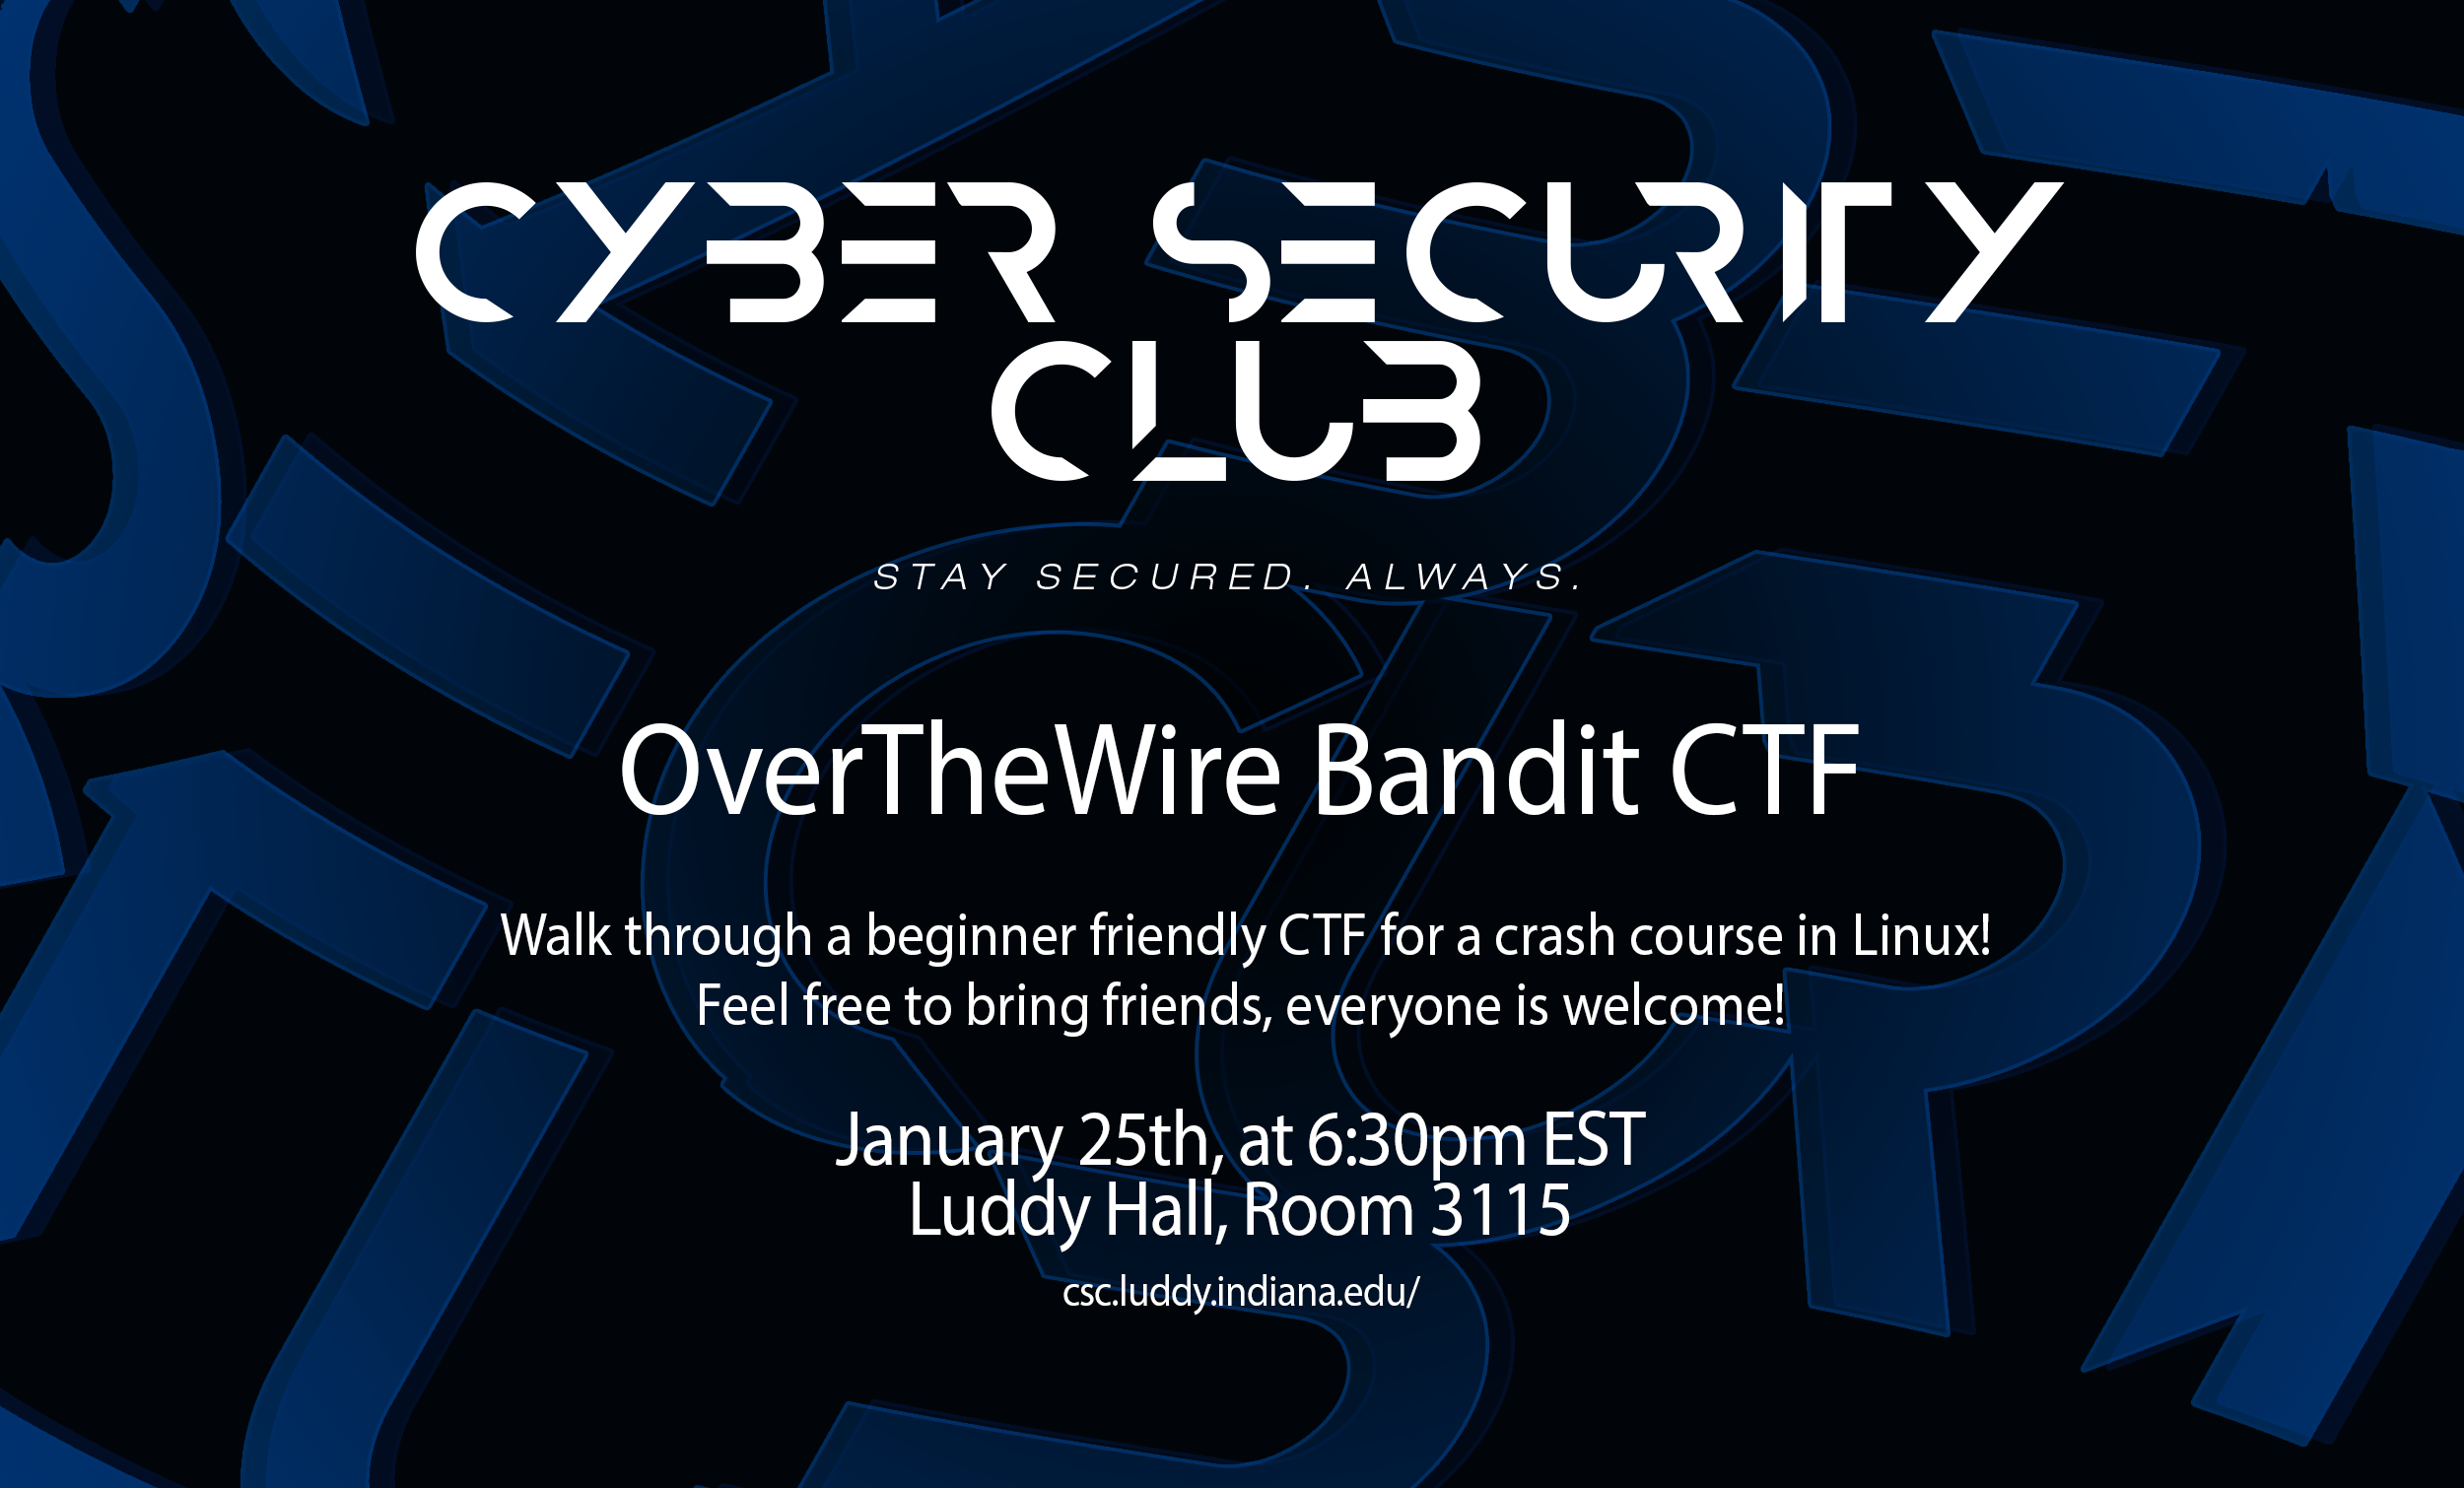 CYBER SECURITY
CLUB
STAY SECURED. ALWAYS.
OverTheWire Bandit CTF
Walk through a beginner friendly CTF for a crash course in Linux!
Feel free to bring friends, everyone is welcome!
January 25th, at 6:30pm EST
Luddy Hall, Room 3115
csc.luddy.indiana.edu/